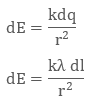 dE = kdq / r²
dE = kλ dl / r²